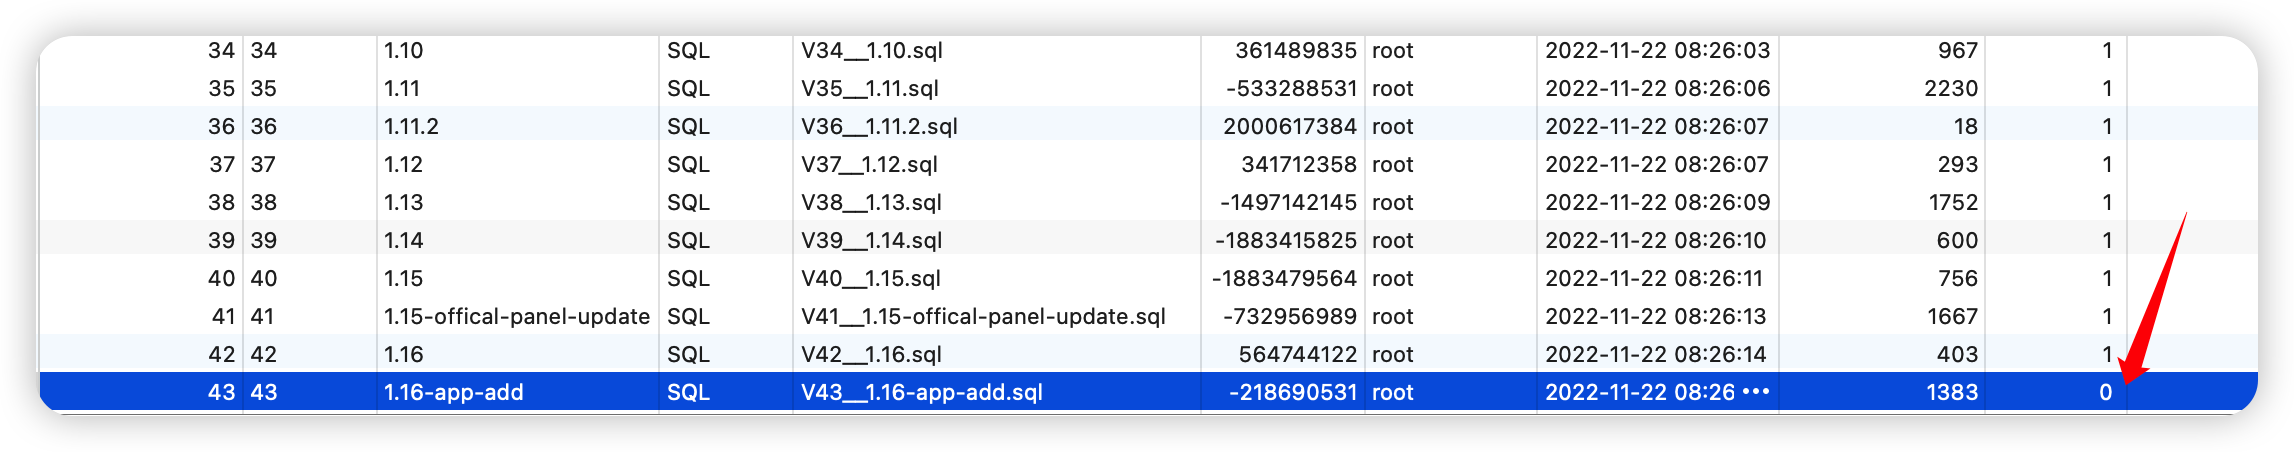 34 34 1.10 SQL V34__1.10.sql 361489835 root 2022-11-22 08:26:03 967 1
35 35 1.11 SQL V35__1.11.sql -533288531 root 2022-11-22 08:26:06 2230 1
36 36 1.11.2 SQL V36__1.11.2.sql 2000617384 root 2022-11-22 08:26:07 18 1
37 37 1.12 SQL V37__1.12.sql 341712358 root 2022-11-22 08:26:07 293 1
38 38 1.13 SQL V38__1.13.sql -1497142145 root 2022-11-22 08:26:09 1752 1
39 39 1.14 SQL V39__1.14.sql -1883415825 root 2022-11-22 08:26:10 600 1
40 40 1.15 SQL V40__1.15.sql -1883479564 root 2022-11-22 08:26:11 756 1
41 41 1.15-offical-panel-update SQL V41__1.15-offical-panel-update.sql -732956989 root 2022-11-22 08:26:13 1667 1
42 42 1.16 SQL V42__1.16.sql 564744122 root 2022-11-22 08:26:14 403 1
43 43 1.16-app-add SQL V43__1.16-app-add.sql -218690531 root 2022-11-22 08:26 ••• 1383 0